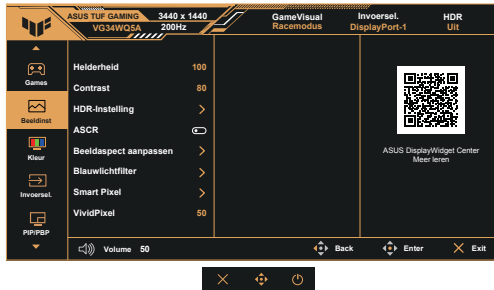 ASUS TUF GAMING 3440 x 1440
VG34WQ5A 200Hz
GameVisual
Racemodus
Invoersel.
DisplayPort-1
HDR
Uit
Games
Beeldinst
Kleur
Invoersel.
PIP/PBP
Helderheid 100
Contrast 80
HDR-Instelling
ASCR
Beeldaspect aanpassen
Blauwlichtfilter
Smart Pixel
VividPixel 50
ASUS DisplayWidget Center
Meer leren
Volume 50
Back
Enter
Exit